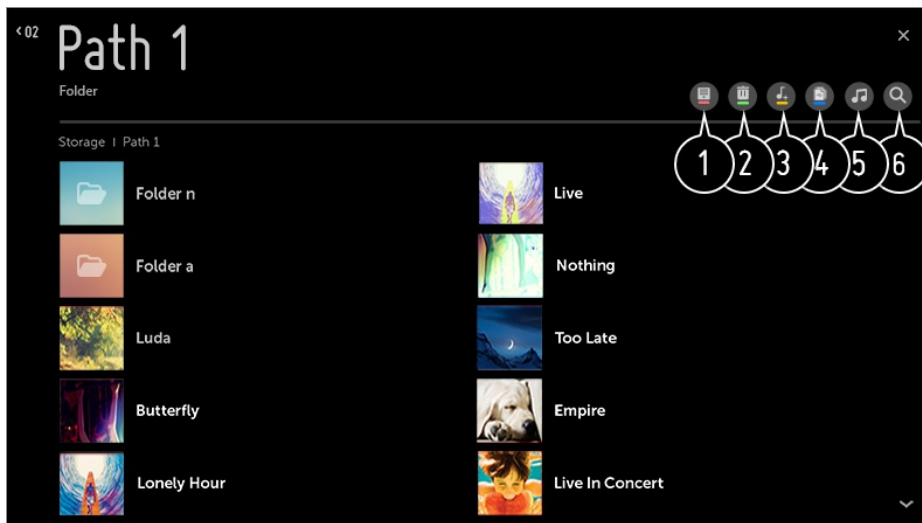 02
Path 1
Folder
1 2 3 4 5 6
Storage | Path 1
Folder n
Live
Folder a
Nothing
Luda
Too Late
Butterfly
Empire
Lonely Hour
Live In Concert